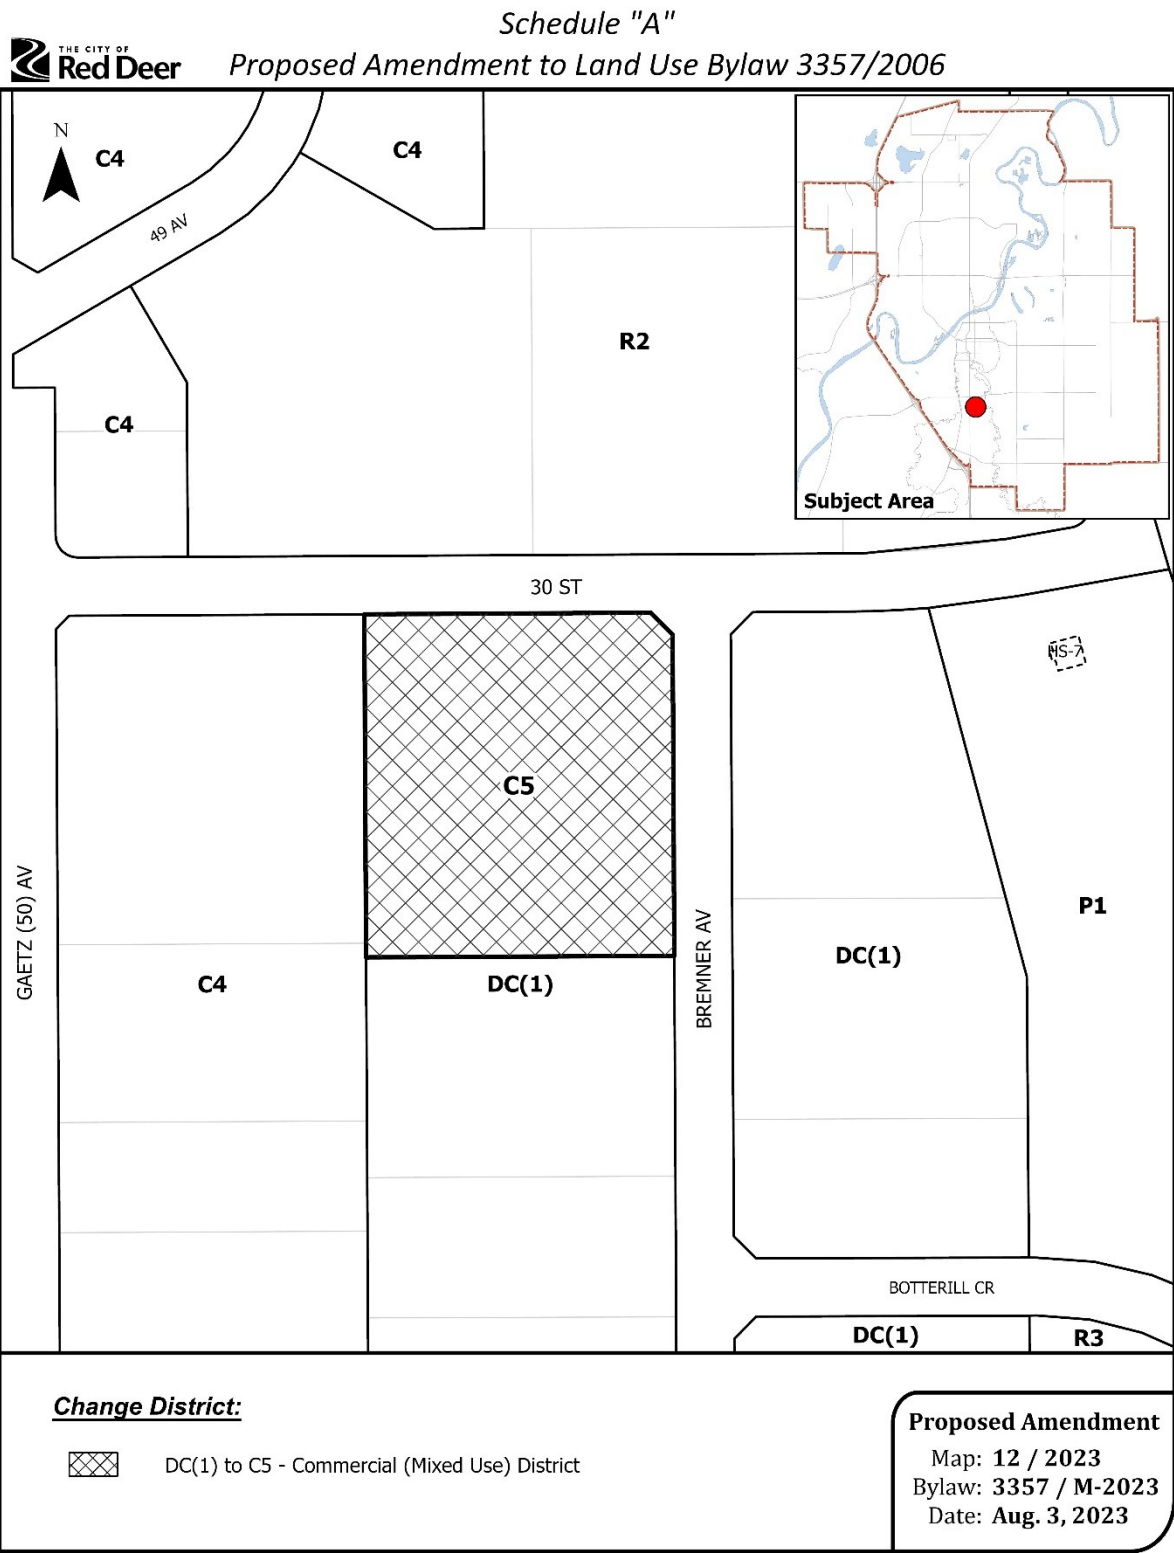 Schedule "A"
THE CITY OF
Red Deer
Proposed Amendment to Land Use Bylaw 3357/2006
N
C4
C4
49 AV
R2
C4
Subject Area
30 ST
HS-7
C5
GAETZ (50) AV
P1
BREMNER AV
DC(1)
C4
DC(1)
BOTTERILL CR
DC(1)
R3
Change District:
DC(1) to C5 - Commercial (Mixed Use) District
Proposed Amendment
Map: 12 / 2023
Bylaw: 3357 / M-2023
Date: Aug. 3, 2023